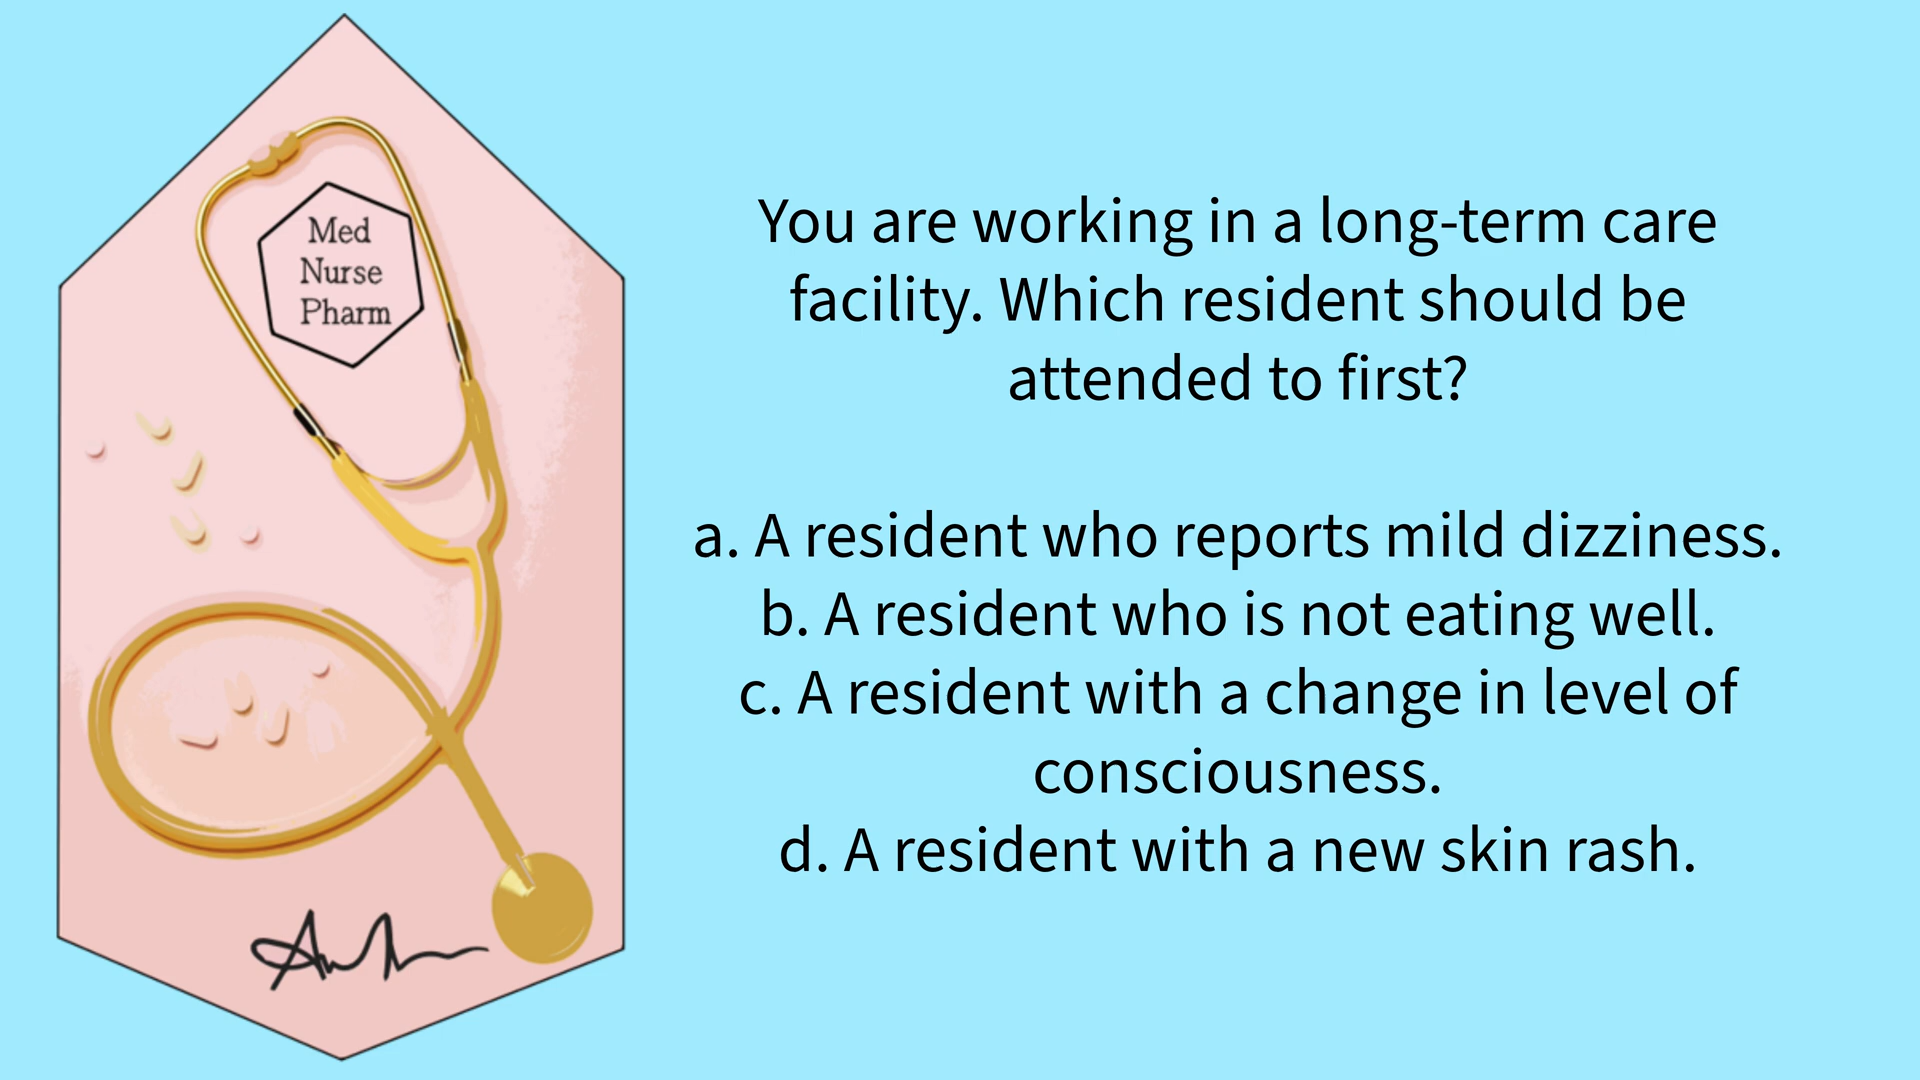 Med
Nurse
Pharm
You are working in a long-term care
facility. Which resident should be
attended to first?
a. A resident who reports mild dizziness.
b. A resident who is not eating well.
c. A resident with a change in level of
consciousness.
d. A resident with a new skin rash.